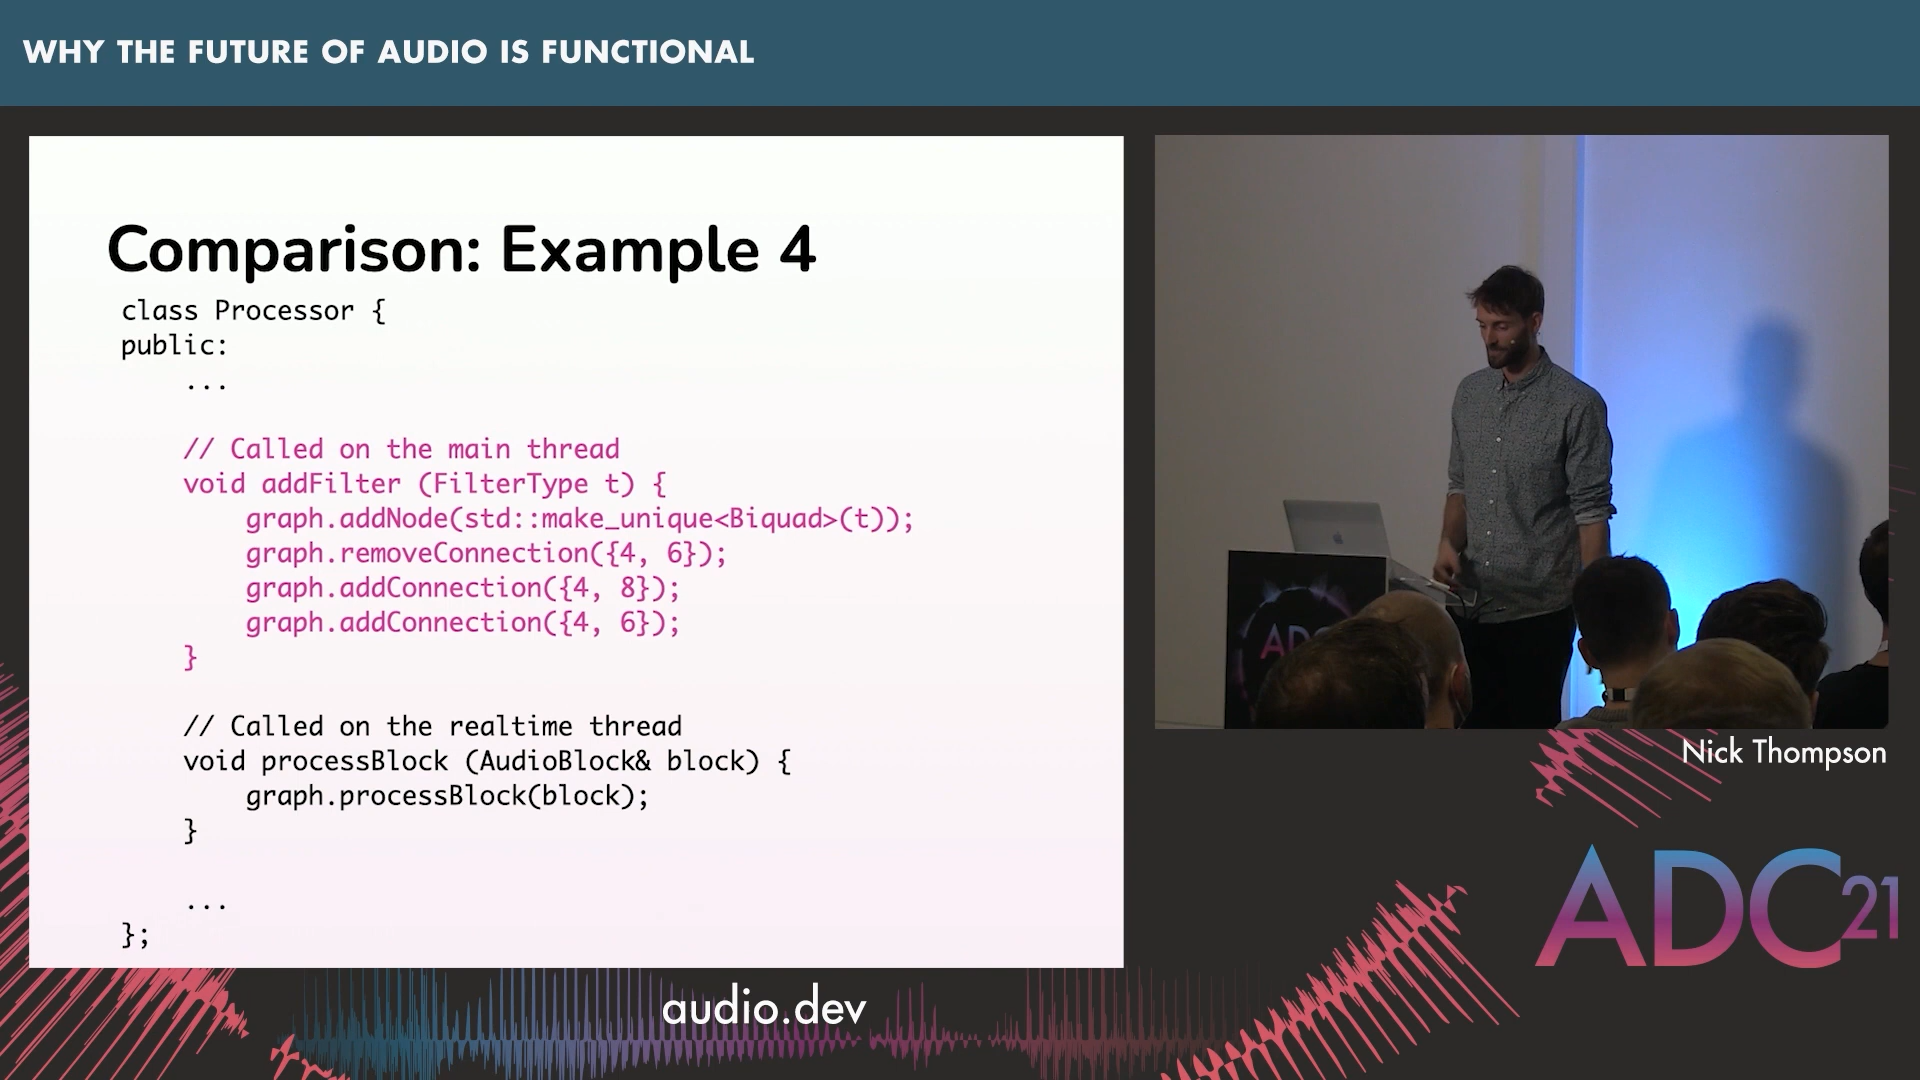 WHY THE FUTURE OF AUDIO IS FUNCTIONAL
Comparison: Example 4
class Processor {
public:
...
// Called on the main thread
void addFilter (FilterType t) {
graph.addNode(std::make_unique<Biquad>(t));
graph.removeConnection({4, 6});
graph.addConnection({4, 8});
graph.addConnection({4, 6});
}
// Called on the realtime thread
void processBlock (AudioBlock& block) {
graph.processBlock(block);
}
...
};
Nick Thompson
ADC21
audio.dev